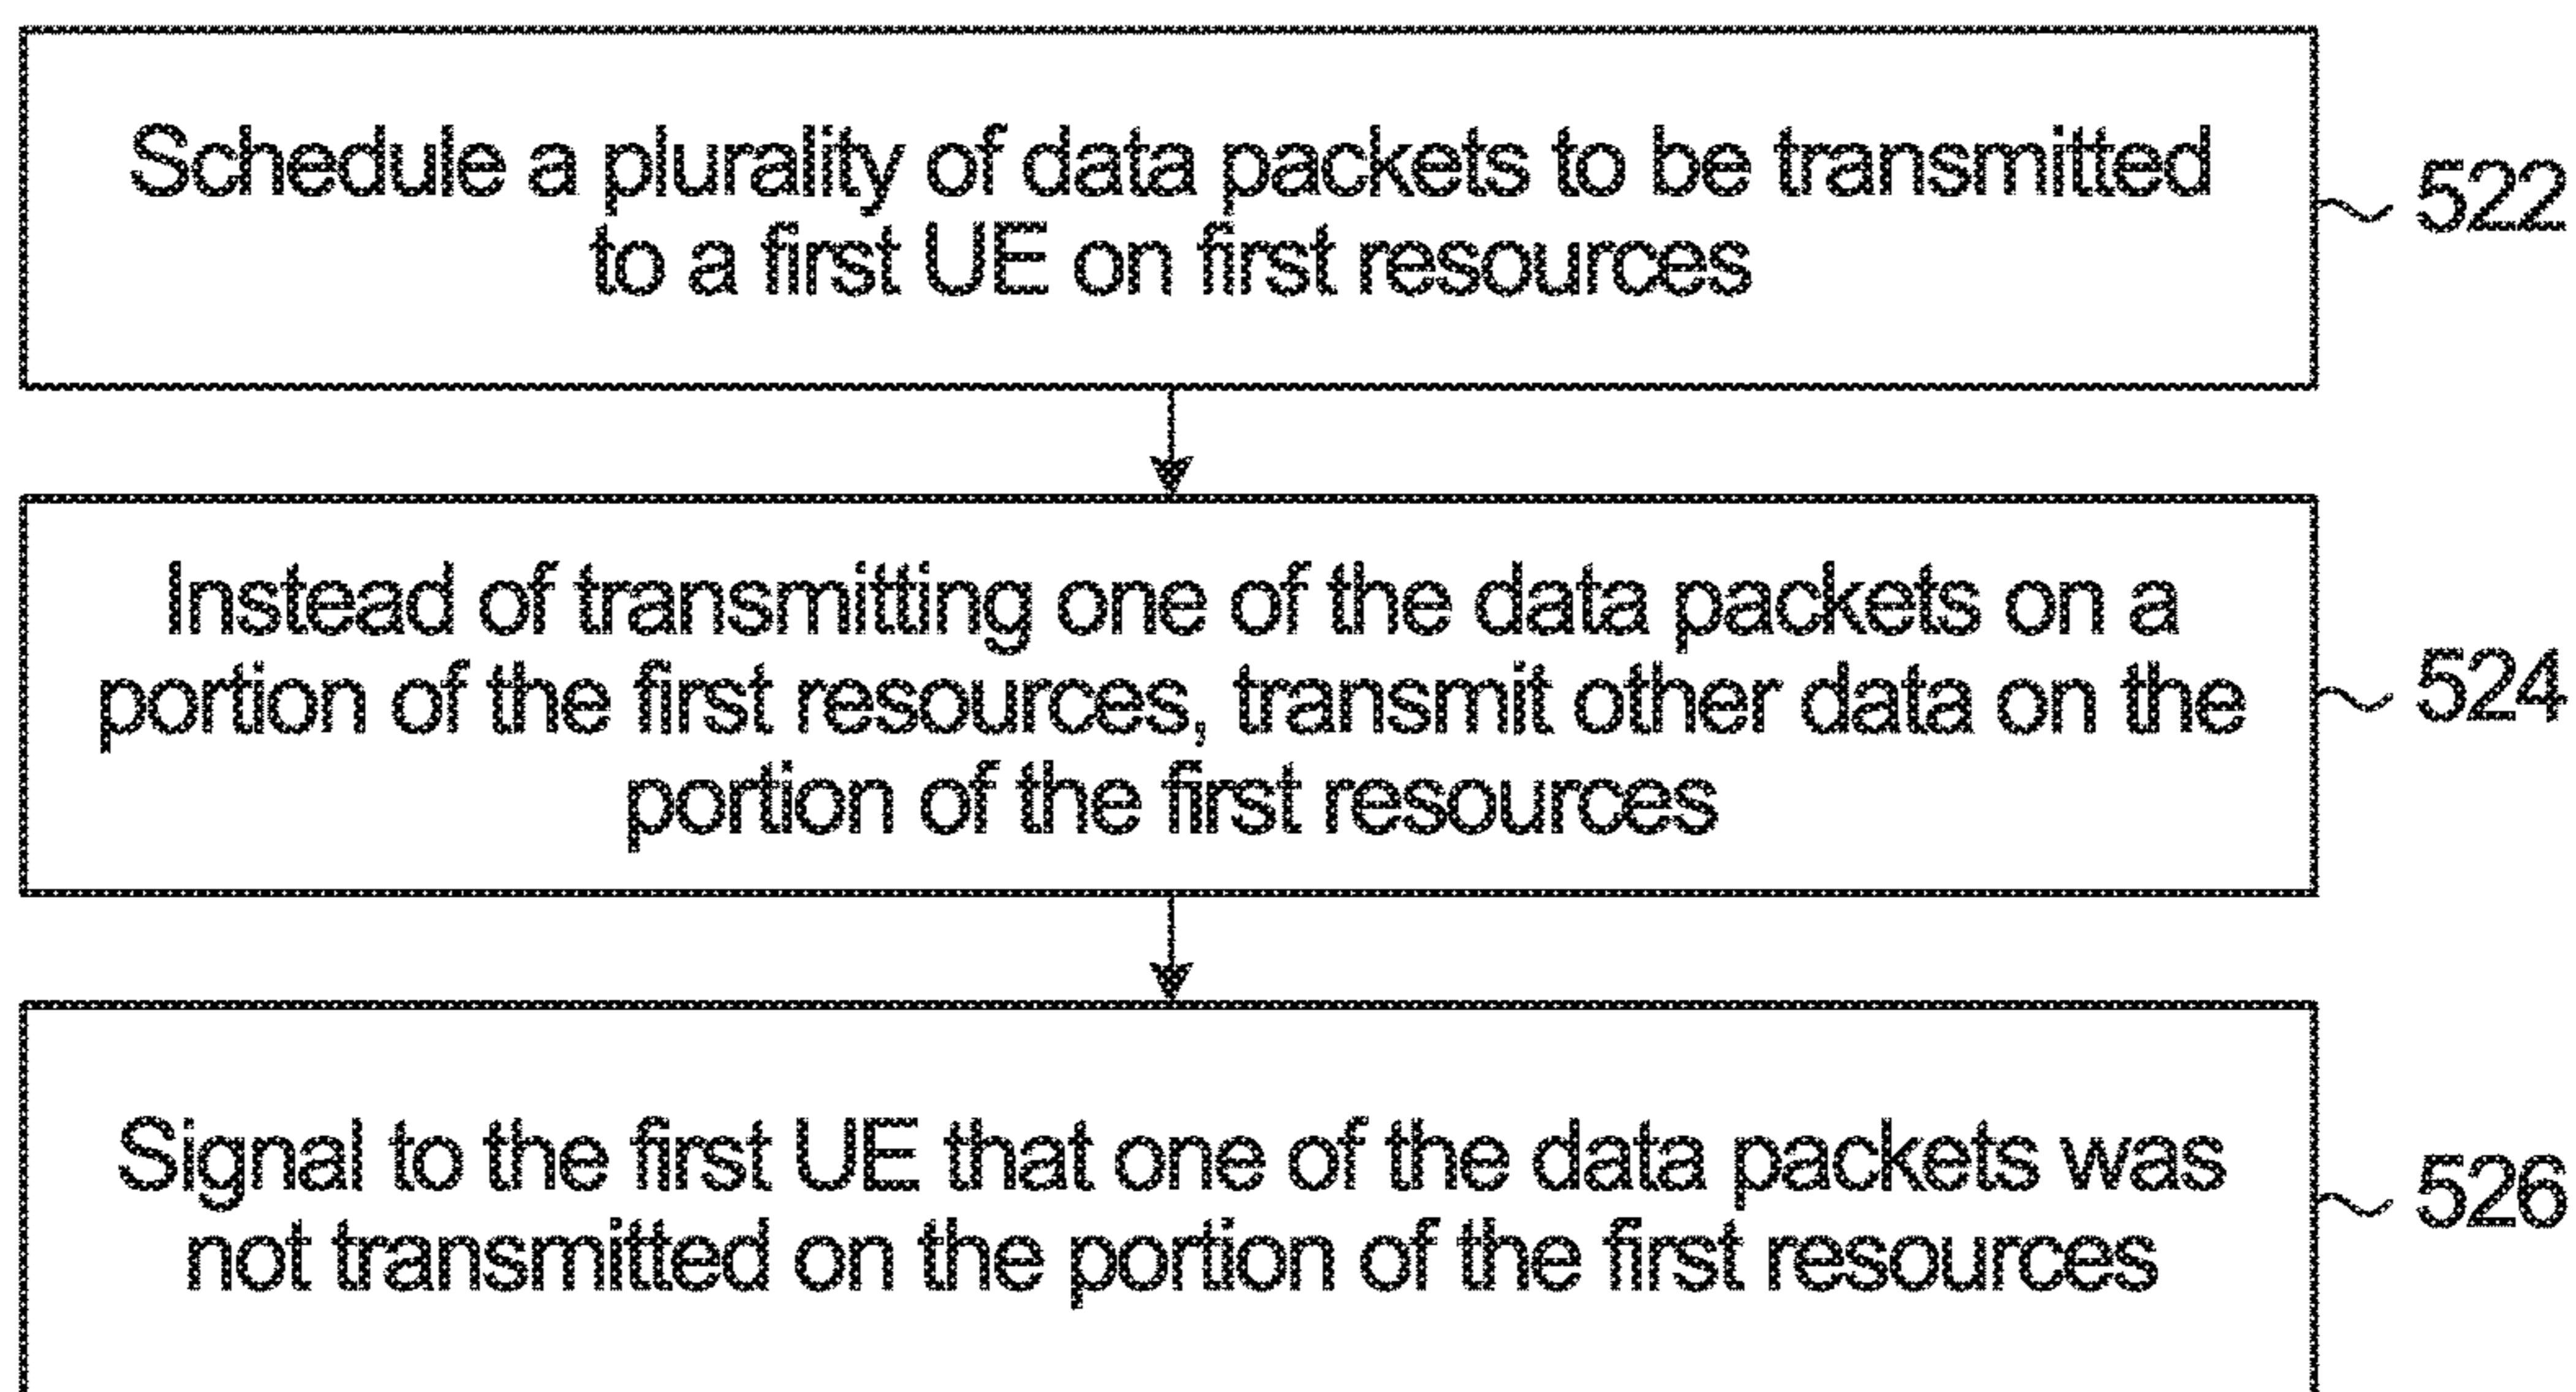 Schedule a plurality of data packets to be transmitted
to a first UE on first resources
522
Instead of transmitting one of the data packets on a
portion of the first resources, transmit other data on the
portion of the first resources
524
Signal to the first UE that one of the data packets was
not transmitted on the portion of the first resources
526